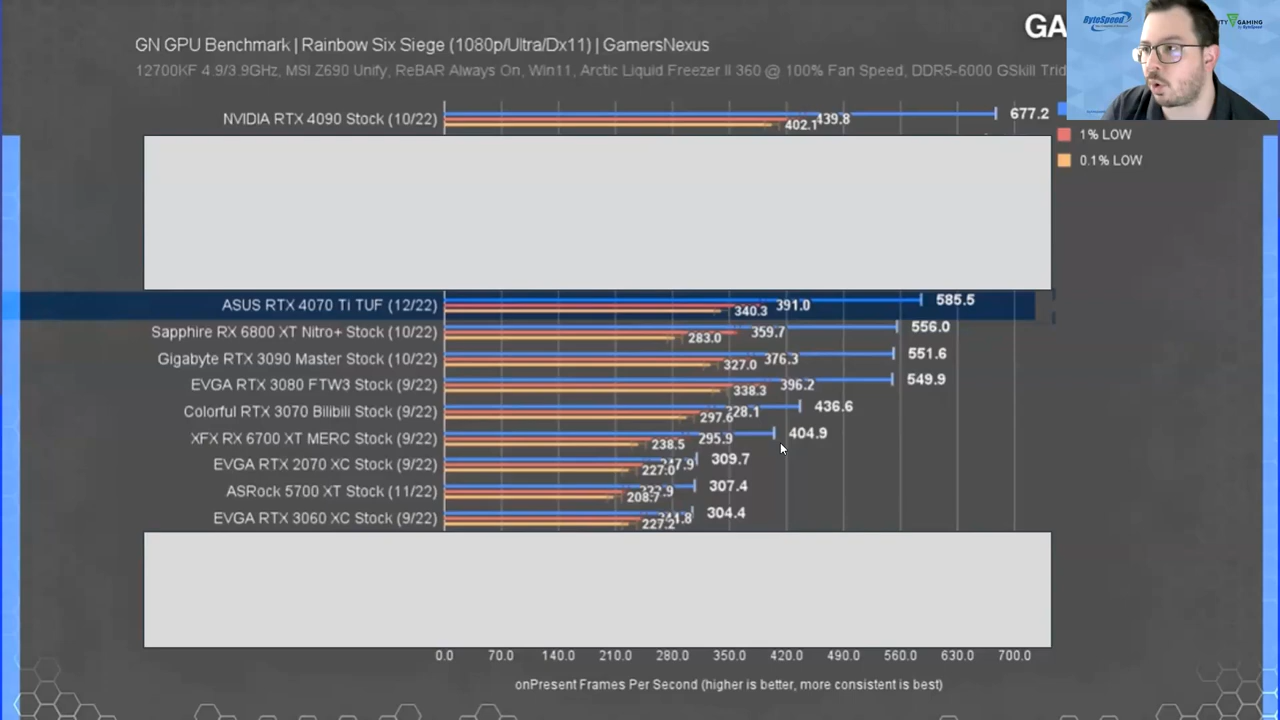 GN GPU Benchmark | Rainbow Six Siege (1080p/Ultra/Dx11) | GamersNexus
GA
BytoSpeed
GAMING
12700KF 4.9/3.9GHz, MSI Z690 Unify, ReBAR Always On, Win11, Arctic Liquid Freezer II 360 @ 100% Fan Speed, DDR5-6000 GSkill Trid
NVIDIA RTX 4090 Stock (10/22) 402.1 439.8 677.2
1% LOW
0.1% LOW
ASUS RTX 4070 Ti TUF (12/22) 340.3 391.0 585.5
Sapphire RX 6800 XT Nitro+ Stock (10/22) 283.0 359.7 556.0
Gigabyte RTX 3090 Master Stock (10/22) 327.0 376.3 551.6
EVGA RTX 3080 FTW3 Stock (9/22) 338.3 396.2 549.9
Colorful RTX 3070 Bilibili Stock (9/22) 297.6 436.6
XFX RX 6700 XT MERC Stock (9/22) 238.5 295.9 404.9
EVGA RTX 2070 XC Stock (9/22) 227.0 309.7
ASRock 5700 XT Stock (11/22) 208.7 307.4
EVGA RTX 3060 XC Stock (9/22) 227.2 304.4
0.0 70.0 140.0 210.0 280.0 350.0 420.0 490.0 560.0 630.0 700.0
onPresent Frames Per Second (higher is better, more consistent is best)